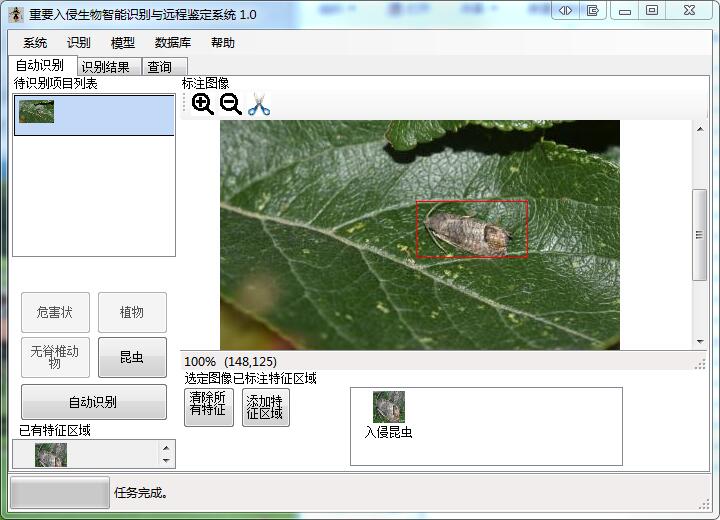 重要入侵生物智能识别与远程鉴定系统 1.0
系统 识别 模型 数据库 帮助
自动识别 识别结果 查询
待识别项目列表
标注图像
危害状 植物
无脊椎动
物
昆虫
自动识别
已有特征区域
100% (148,125)
选定图像已标注特征区域
清除所
有特征
添加特
征区域
入侵昆虫
任务完成。